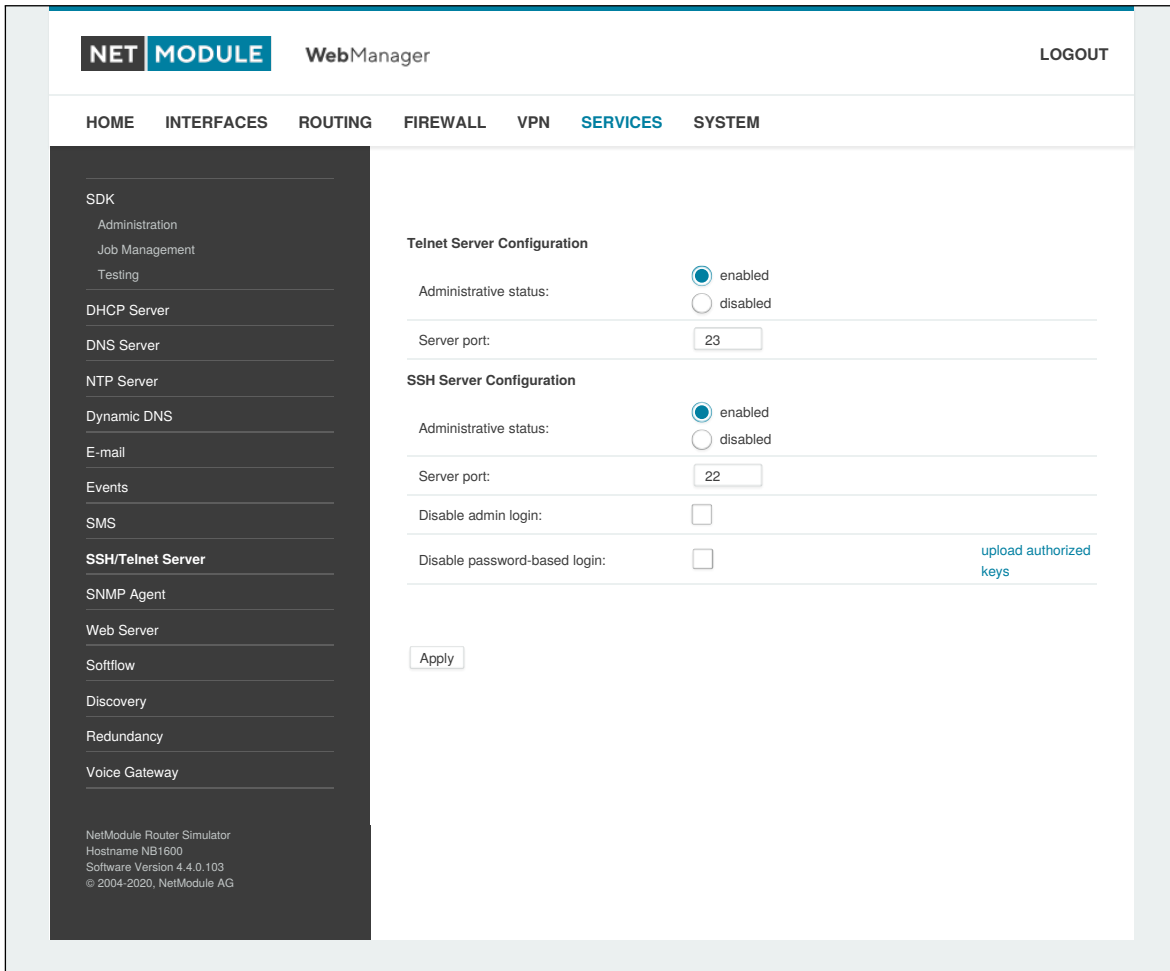 NET MODULE WebManager LOGOUT
HOME INTERFACES ROUTING FIREWALL VPN SERVICES SYSTEM
SDK
Administration
Job Management
Testing
DHCP Server
DNS Server
NTP Server
Dynamic DNS
E-mail
Events
SMS
SSH/Telnet Server
SNMP Agent
Web Server
Softflow
Discovery
Redundancy
Voice Gateway
NetModule Router Simulator
Hostname NB1600
Software Version 4.4.0.103
© 2004-2020, NetModule AG
Telnet Server Configuration
Administrative status:
enabled
disabled
Server port: 23
SSH Server Configuration
Administrative status:
enabled
disabled
Server port: 22
Disable admin login:
Disable password-based login:
upload authorized
keys
Apply